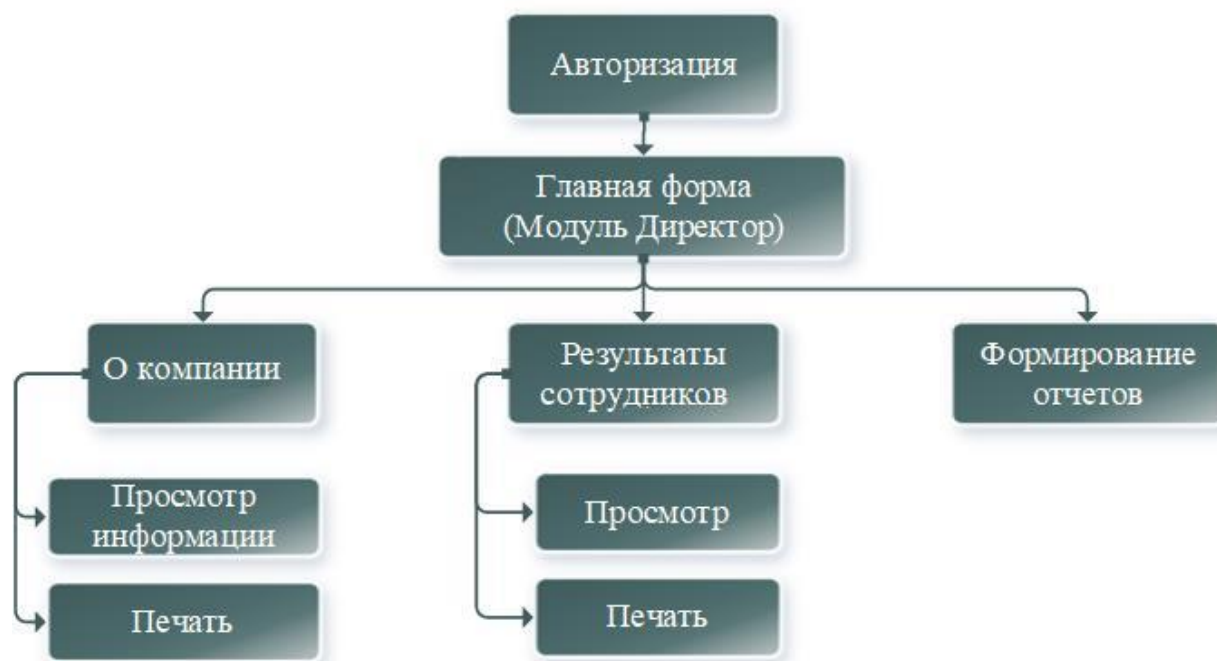 Авторизация
Главная форма
(Модуль Директор)
О компании
Результаты
сотрудников
Формирование
отчетов
Просмотр
информации
Просмотр
Печать
Печать